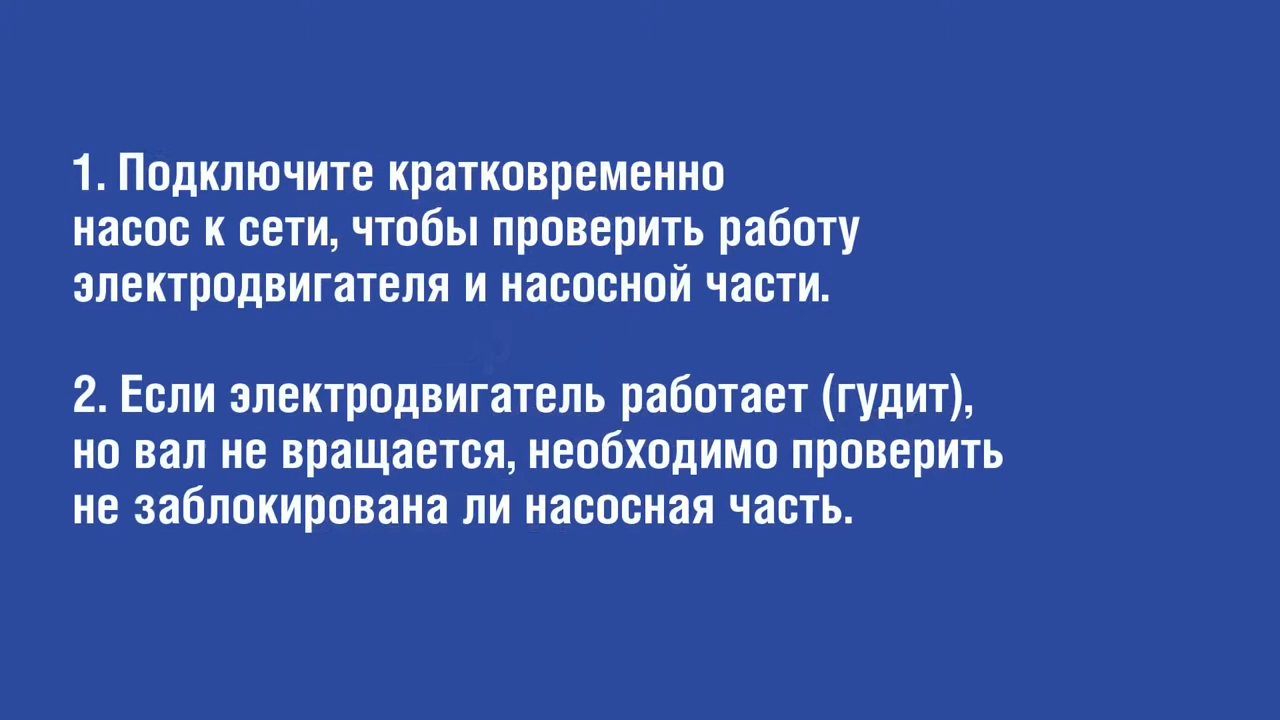 1. Подключите кратковременно
насос к сети, чтобы проверить работу
электродвигателя и насосной части.
2. Если электродвигатель работает (гудит),
но вал не вращается, необходимо проверить
не заблокирована ли насосная часть.